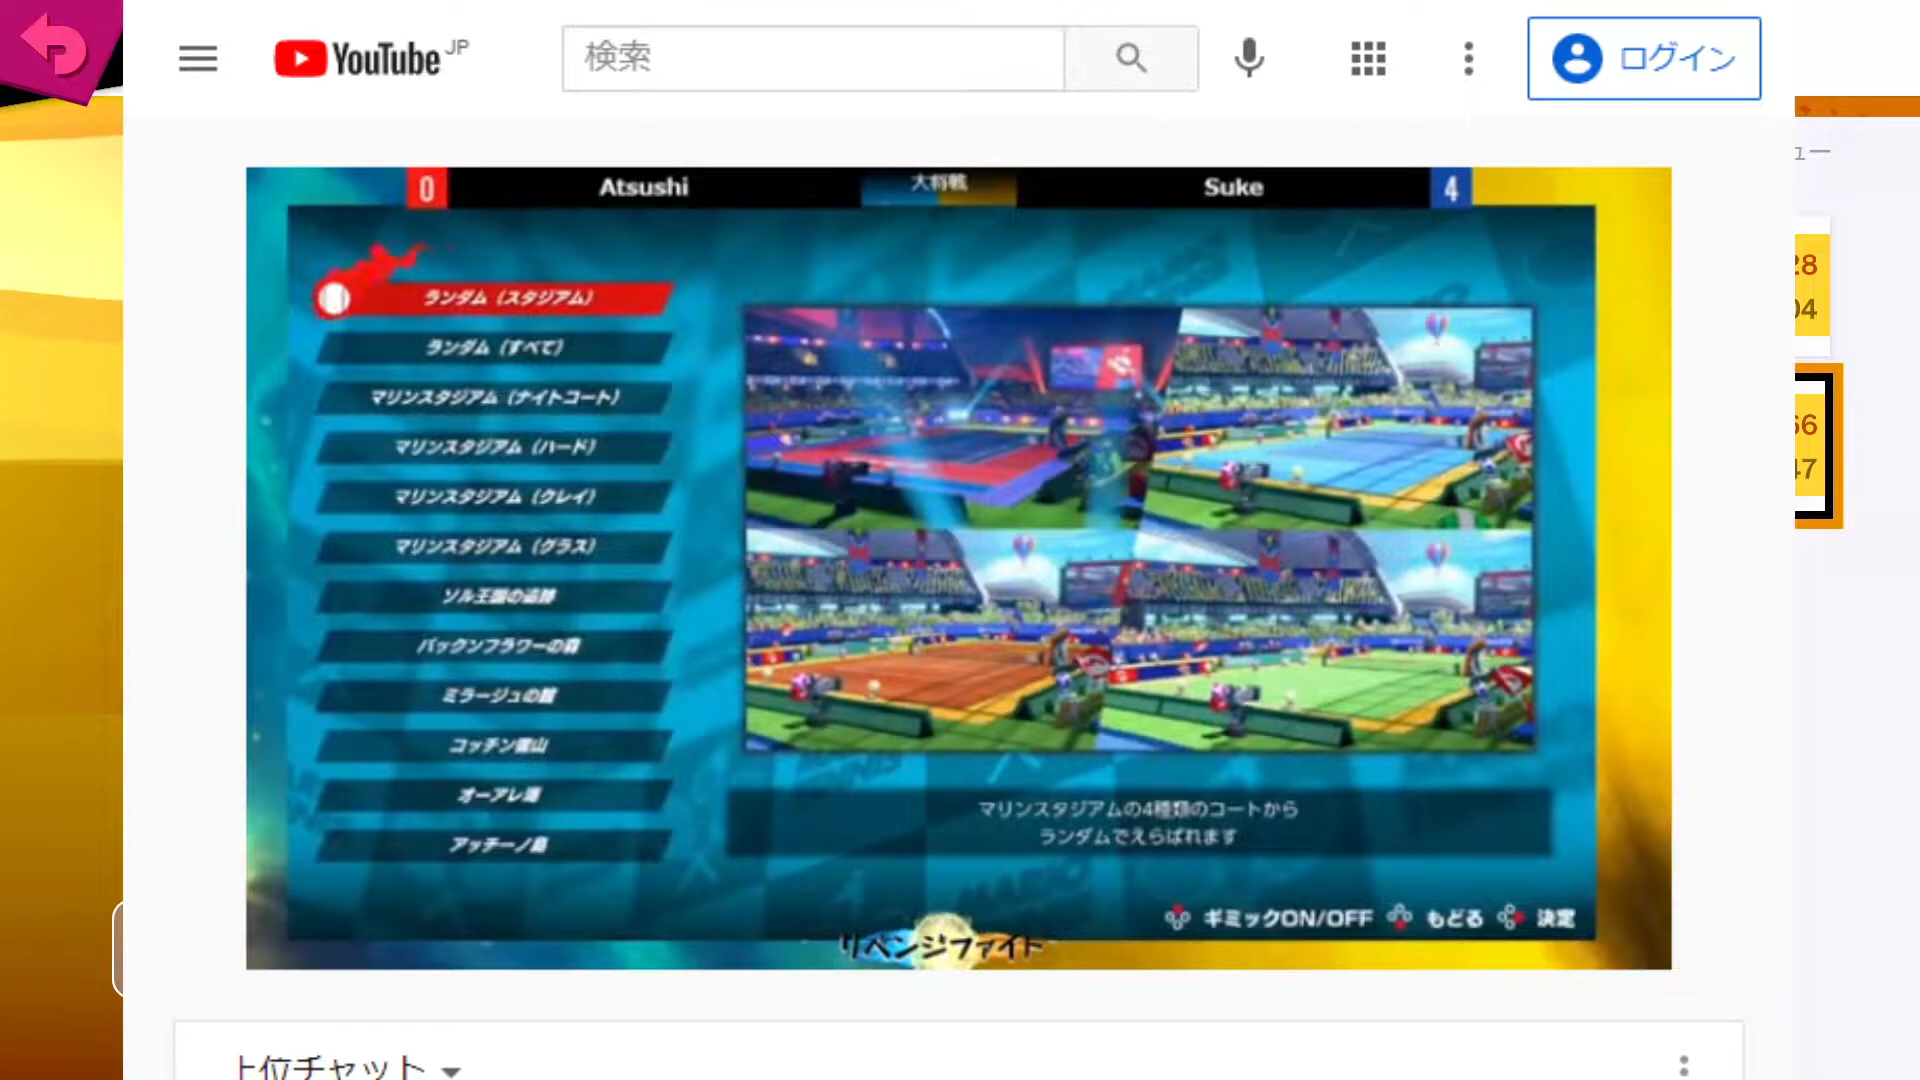 YouTube JP
検索
ログイン
ュー
0 Atsushi 大将戦 Suke 4
28
04
66
47
ランダム（スタジアム）
ランダム（すべて）
マリンスタジアム（ナイトコート）
マリンスタジアム（ハード）
マリンスタジアム（クレイ）
マリンスタジアム（グラス）
ソル王国の遺跡
パックンフラワーの森
ミラージュの館
コッチン雪山
オーアレ湾
アッチーノ島
マリンスタジアムの4種類のコートから
ランダムでえらばれます
ギミックON/OFF もどる 決定
リベンジファイト
上位チャット